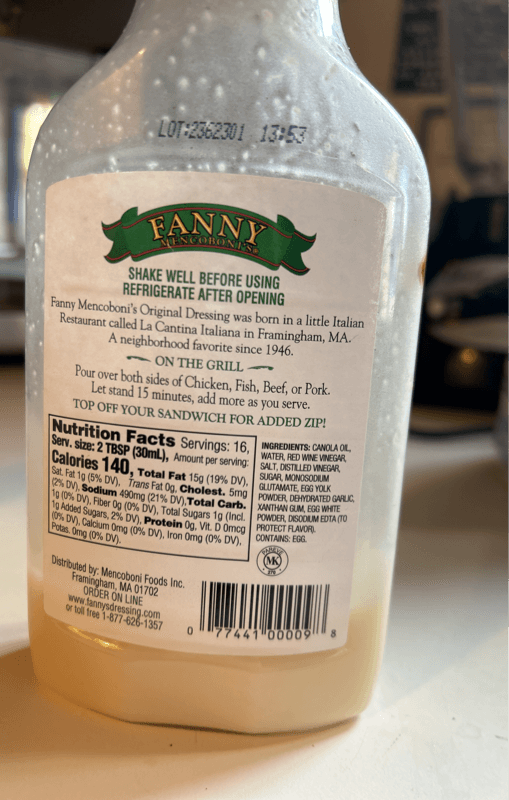 LOT:2362301 13:53
FANNY
MENCOBONI'S
SHAKE WELL BEFORE USING
REFRIGERATE AFTER OPENING
Fanny Mencoboni's Original Dressing was born in a little Italian
Restaurant called La Cantina Italiana in Framingham, MA.
A neighborhood favorite since 1946.
ON THE GRILL
Pour over both sides of Chicken, Fish, Beef, or Pork.
Let stand 15 minutes, add more as you serve.
TOP OFF YOUR SANDWICH FOR ADDED ZIP!
Nutrition Facts Servings: 16,
Serv. size: 2 TBSP (30mL), Amount per serving:
Calories 140, Total Fat 15g (19% DV),
Sat. Fat 1g (5% DV), Trans Fat 0g, Cholest. 5mg
(2% DV), Sodium 490mg (21% DV), Total Carb.
1g (0% DV), Fiber 0g (0% DV), Total Sugars 1g (Incl.
1g Added Sugars, 2% DV), Protein 0g, Vit. D 0mcg
(0% DV), Calcium 0mg (0% DV), Iron 0mg (0% DV),
Potas. 0mg (0% DV).
INGREDIENTS: CANOLA OIL,
WATER, RED WINE VINEGAR,
SALT, DISTILLED VINEGAR,
SUGAR, MONOSODIUM
GLUTAMATE, EGG YOLK
POWDER, DEHYDRATED GARLIC,
XANTHAN GUM, EGG WHITE
POWDER, DISODIUM EDTA (TO
PROTECT FLAVOR).
CONTAINS: EGG.
PAREVE
MK
Distributed by: Mencoboni Foods Inc.
Framingham, MA 01702
ORDER ON LINE
www.fannysdressing.com
or toll free 1-877-626-1357
0 77441 00009 8